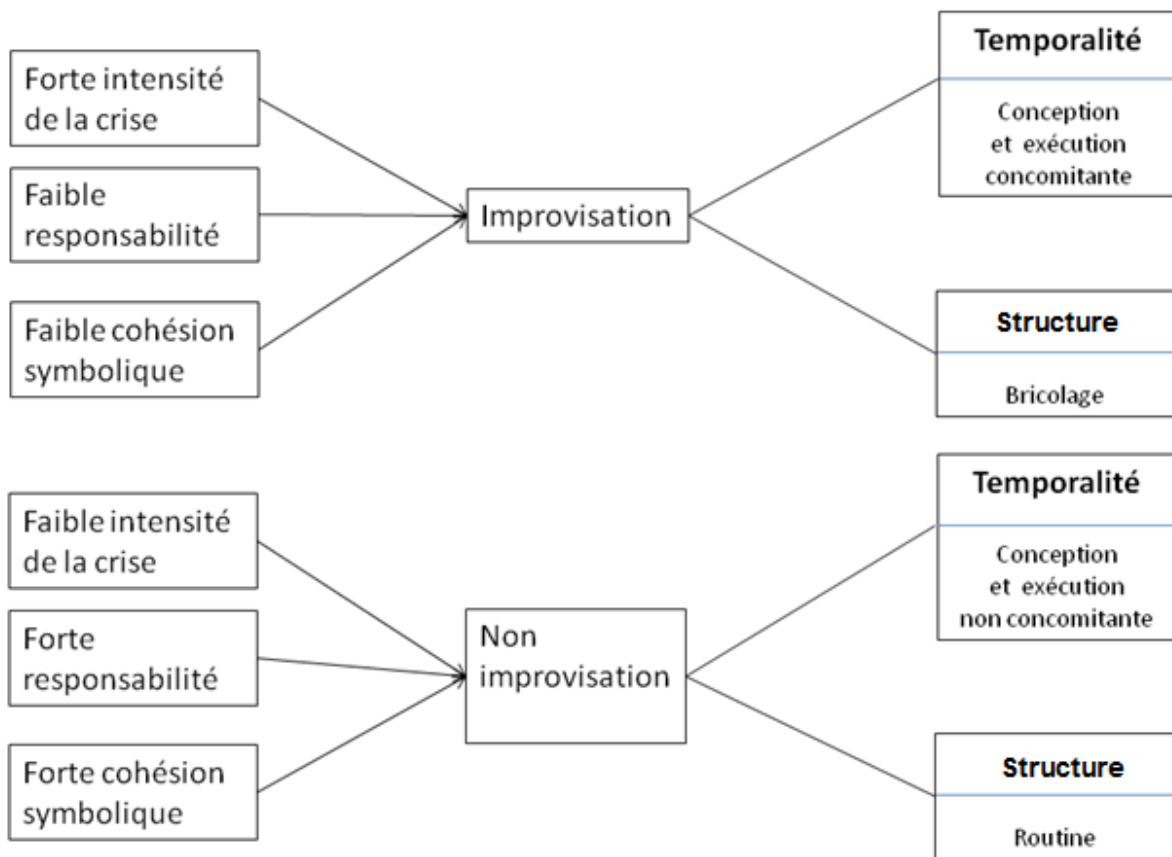 Forte intensité
de la crise
Faible
responsabilité
Faible cohésion
symbolique
Improvisation
Temporalité
Conception
et exécution
concomitante
Structure
Bricolage
Faible intensité
de la crise
Forte
responsabilité
Forte cohésion
symbolique
Non
improvisation
Temporalité
Conception
et exécution
non concomitante
Structure
Routine